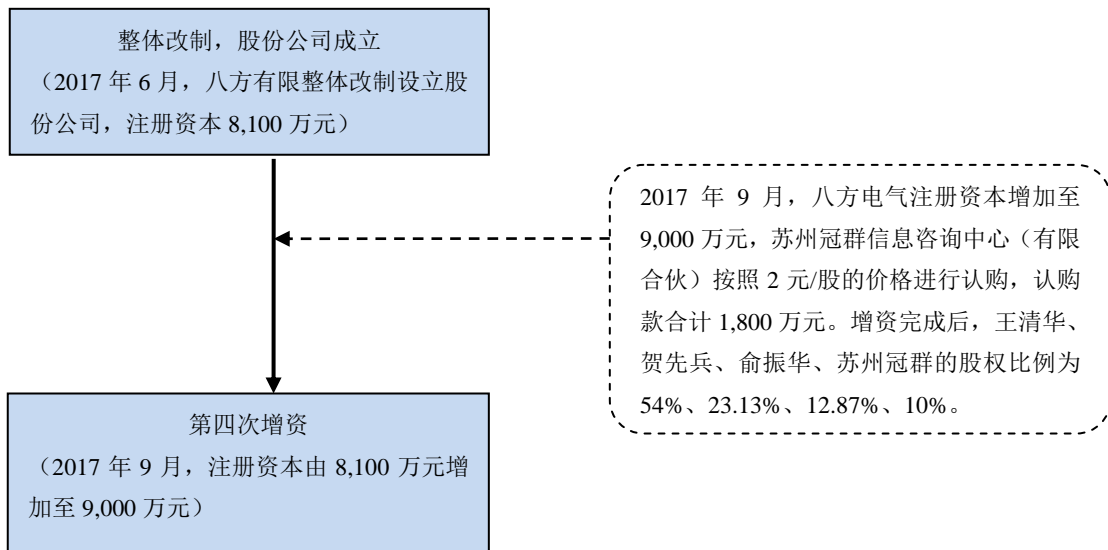 整体改制，股份公司成立
（2017 年 6 月，八方有限整体改制设立股
份公司，注册资本 8,100 万元）
2017 年 9 月，八方电气注册资本增加至
9,000 万元，苏州冠群信息咨询中心（有限
合伙）按照 2 元/股的价格进行认购，认购
款合计 1,800 万元。增资完成后，王清华、
贺先兵、俞振华、苏州冠群的股权比例为
54%、23.13%、12.87%、10%。
第四次增资
（2017 年 9 月，注册资本由 8,100 万元增
加至 9,000 万元）